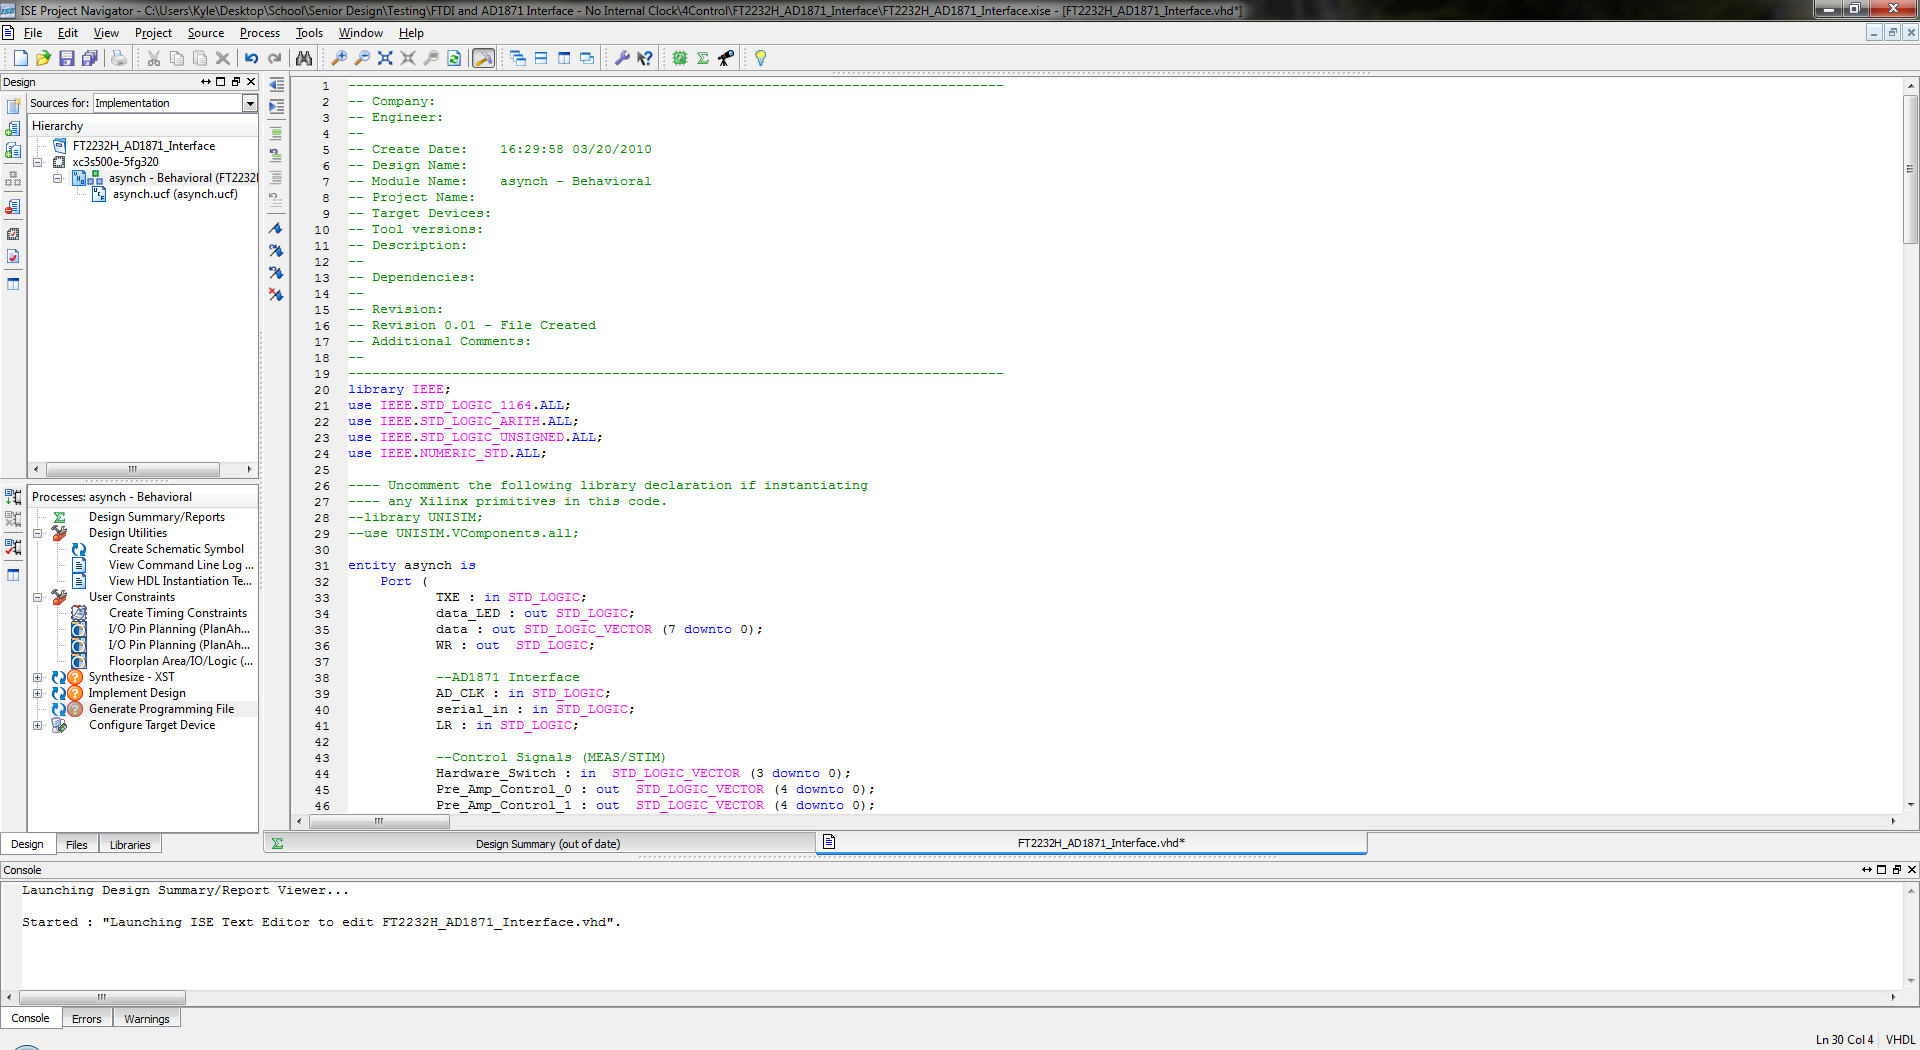 ISE Project Navigator - C:\Users\Kyle\Desktop\School\Senior Design\Testing\FTDI and AD1871 Interface - No Internal Clock\4Control\FT2232H_AD1871_Interface\FT2232H_AD1871_Interface.xise - [FT2232H_AD1871_Interface.vhd*]
File Edit View Project Source Process Tools Window Help
Design
Sources for: Implementation
Hierarchy
FT2232H_AD1871_Interface
xc3s500e-5fg320
asynch - Behavioral (FT2232H
asynch.ucf (asynch.ucf)
Processes: asynch - Behavioral
Design Summary/Reports
Design Utilities
Create Schematic Symbol
View Command Line Log ...
View HDL Instantiation Te...
User Constraints
Create Timing Constraints
I/O Pin Planning (PlanAh...
I/O Pin Planning (PlanAh...
Floorplan Area/IO/Logic (...
Synthesize - XST
Implement Design
Generate Programming File
Configure Target Device
Design Files Libraries
1 ----------------------------------------------------------------------------------
2 -- Company:
3 -- Engineer:
4 --
5 -- Create Date:    16:29:58 03/20/2010
6 -- Design Name:
7 -- Module Name:    asynch - Behavioral
8 -- Project Name:
9 -- Target Devices:
10 -- Tool versions:
11 -- Description:
12 --
13 -- Dependencies:
14 --
15 -- Revision:
16 -- Revision 0.01 - File Created
17 -- Additional Comments:
18 --
19 ----------------------------------------------------------------------------------
20 library IEEE;
21 use IEEE.STD_LOGIC_1164.ALL;
22 use IEEE.STD_LOGIC_ARITH.ALL;
23 use IEEE.STD_LOGIC_UNSIGNED.ALL;
24 use IEEE.NUMERIC_STD.ALL;
25
26 ---- Uncomment the following library declaration if instantiating
27 ---- any Xilinx primitives in this code.
28 --library UNISIM;
29 --use UNISIM.VComponents.all;
30
31 entity asynch is
32 Port (
33 TXE : in STD_LOGIC;
34 data_LED : out STD_LOGIC;
35 data : out STD_LOGIC_VECTOR (7 downto 0);
36 WR : out  STD_LOGIC;
37
38 --AD1871 Interface
39 AD_CLK : in STD_LOGIC;
40 serial_in : in STD_LOGIC;
41 LR : in STD_LOGIC;
42
43 --Control Signals (MEAS/STIM)
44 Hardware_Switch : in  STD_LOGIC_VECTOR (3 downto 0);
45 Pre_Amp_Control_0 : out  STD_LOGIC_VECTOR (4 downto 0);
46 Pre_Amp_Control_1 : out  STD_LOGIC_VECTOR (4 downto 0);
Design Summary (out of date) FT2232H_AD1871_Interface.vhd*
Console
Launching Design Summary/Report Viewer...
Started : "Launching ISE Text Editor to edit FT2232H_AD1871_Interface.vhd".
Console Errors Warnings
Ln 30 Col 4 VHDL